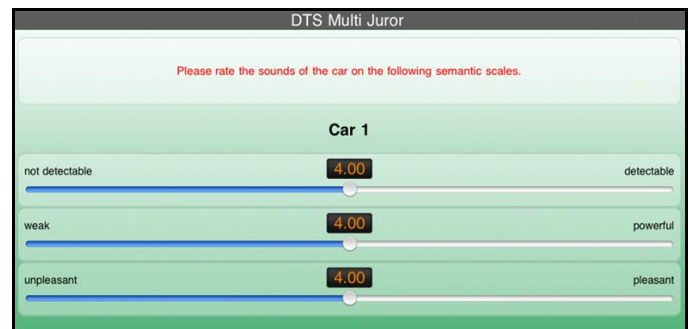 DTS Multi Juror
Please rate the sounds of the car on the following semantic scales.
Car 1
4.00
not detectable detectable
4.00
weak powerful
4.00
unpleasant pleasant